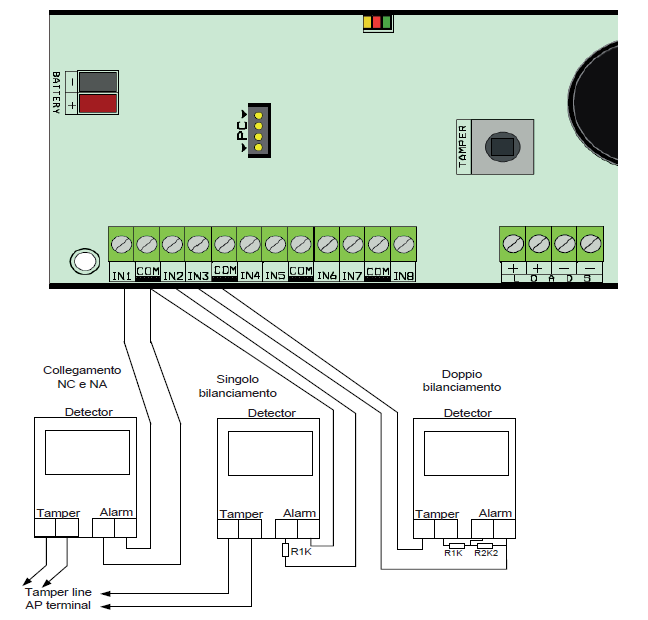 BATTERY
−
+
PC
TAMPER
IN1 COM IN2 IN3 COM IN4 IN5 COM IN6 IN7 COM IN8
+ + − −
L O A D S
Collegamento
NC e NA
Detector
Tamper Alarm
Singolo
bilanciamento
Detector
Tamper Alarm
R1K
Doppio
bilanciamento
Detector
Tamper Alarm
R1K R2K2
Tamper line
AP terminal